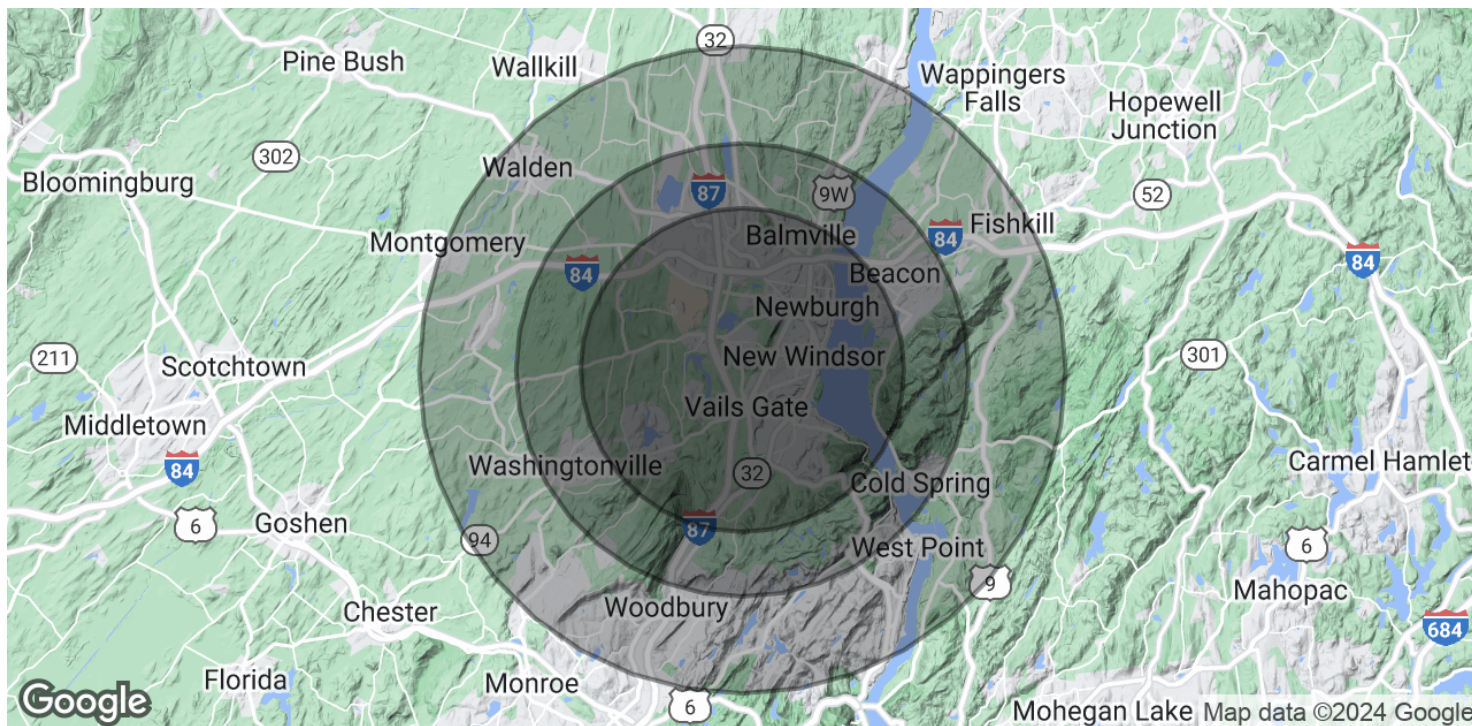 32
Pine Bush
Wallkill
Wappingers
Falls
Hopewell
Junction
302
Walden
Bloomingburg
87
9W
52
Fishkill
Montgomery
Balmville
84
84
84
Beacon
Newburgh
211
Scotchtown
New Windsor
301
Middletown
Vails Gate
84
Washingtonville
32
Cold Spring
Carmel Hamlet
6
Goshen
94
87
West Point
6
9
Mahopac
Chester
Woodbury
684
Florida
Monroe
Google
6
Mohegan Lake
Map data ©2024 Google